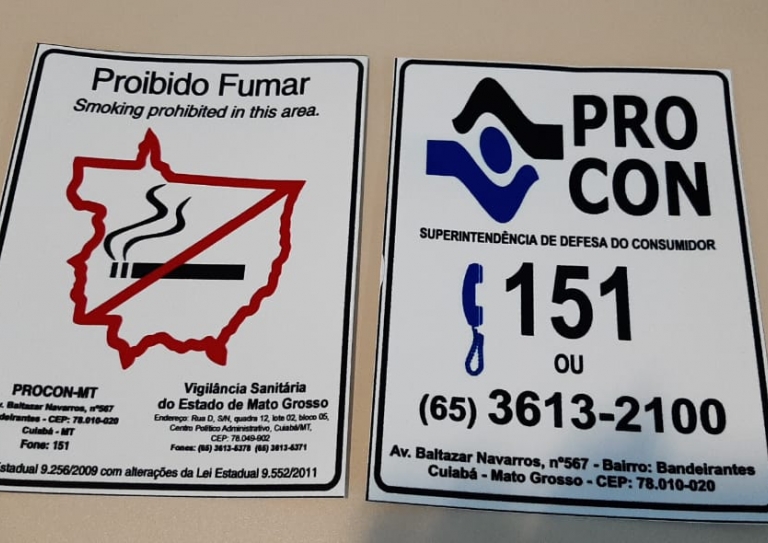 Proibido Fumar
Smoking prohibited in this area.
PROCON-MT
Baltazar Navarros, nº567
- CEP: 78.010-020
Cuiabá - MT
Fone: 151
Vigilância Sanitária
do Estado de Mato Grosso
Endereço: Rua D, S/N, quadra 12, lote 02, bloco 05,
Centro Político Administrativo, Cuiabá/MT,
CEP: 78.049-902
Fones: (65) 3613-5378 (65) 3613-5371
9.256/2009 com alterações da Lei Estadual 9.552/2011
PRO
CON
SUPERINTENDÊNCIA DE DEFESA DO CONSUMIDOR
151
OU
(65) 3613-2100
Av. Baltazar Navarros, nº567 - Bairro: Bandeirantes
Cuiabá - Mato Grosso - CEP: 78.010-020